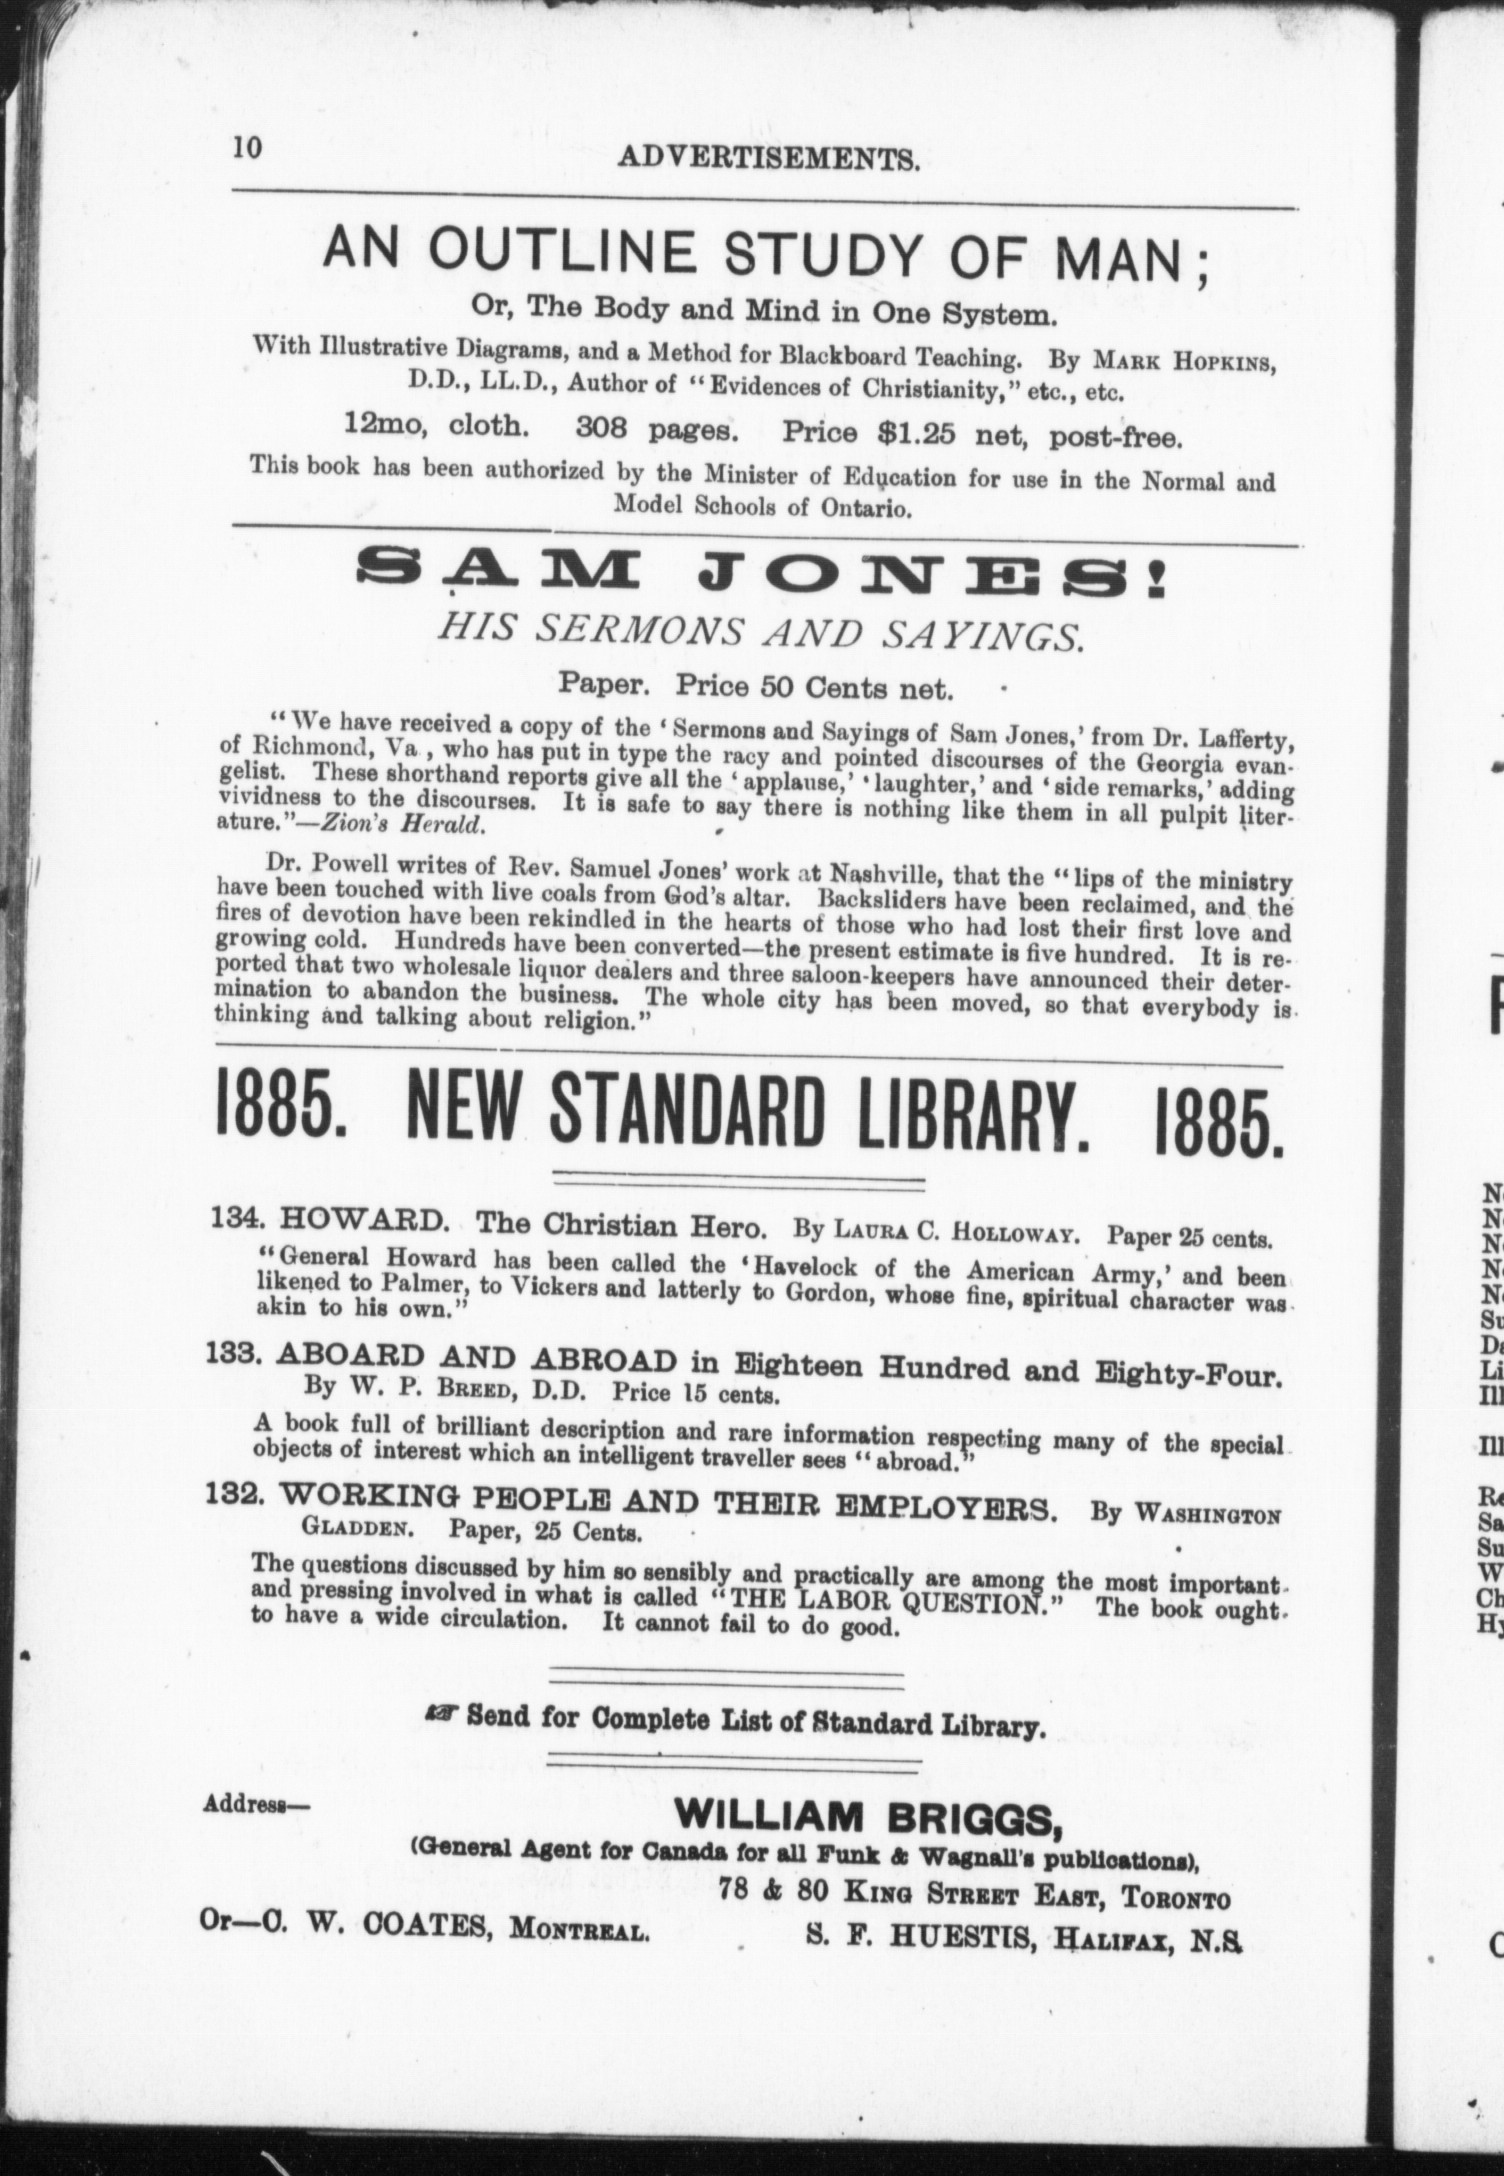 10
ADVERTISEMENTS.
AN OUTLINE STUDY OF MAN;
Or, The Body and Mind in One System.
With Illustrative Diagrams, and a Method for Blackboard Teaching. By MARK HOPKINS,
D.D., LL.D., Author of "Evidences of Christianity," etc., etc.
12mo, cloth. 308 pages. Price $1.25 net, post-free.
This book has been authorized by the Minister of Education for use in the Normal and
Model Schools of Ontario.
SAM JONES!
HIS SERMONS AND SAYINGS.
Paper. Price 50 Cents net.
"We have received a copy of the 'Sermons and Sayings of Sam Jones,' from Dr. Lafferty,
of Richmond, Va , who has put in type the racy and pointed discourses of the Georgia evan-
gelist. These shorthand reports give all the 'applause,' 'laughter,' and 'side remarks,' adding
vividness to the discourses. It is safe to say there is nothing like them in all pulpit liter-
ature."—Zion's Herald.
Dr. Powell writes of Rev. Samuel Jones' work at Nashville, that the "lips of the ministry
have been touched with live coals from God's altar. Backsliders have been reclaimed, and the
fires of devotion have been rekindled in the hearts of those who had lost their first love and
growing cold. Hundreds have been converted—the present estimate is five hundred. It is re-
ported that two wholesale liquor dealers and three saloon-keepers have announced their deter-
mination to abandon the business. The whole city has been moved, so that everybody is
thinking and talking about religion."
1885. NEW STANDARD LIBRARY. 1885.
134. HOWARD. The Christian Hero. By LAURA C. HOLLOWAY. Paper 25 cents.
"General Howard has been called the 'Havelock of the American Army,' and been
likened to Palmer, to Vickers and latterly to Gordon, whose fine, spiritual character was
akin to his own."
133. ABOARD AND ABROAD in Eighteen Hundred and Eighty-Four.
By W. P. BREED, D.D. Price 15 cents.
A book full of brilliant description and rare information respecting many of the special
objects of interest which an intelligent traveller sees "abroad."
132. WORKING PEOPLE AND THEIR EMPLOYERS. By WASHINGTON
GLADDEN. Paper, 25 Cents.
The questions discussed by him so sensibly and practically are among the most important
and pressing involved in what is called "THE LABOR QUESTION." The book ought
to have a wide circulation. It cannot fail to do good.
☞ Send for Complete List of Standard Library.
Address—
WILLIAM BRIGGS,
(General Agent for Canada for all Funk & Wagnall's publications),
78 & 80 KING STREET EAST, TORONTO
Or—C. W. COATES, MONTREAL. S. F. HUESTIS, HALIFAX, N.S.